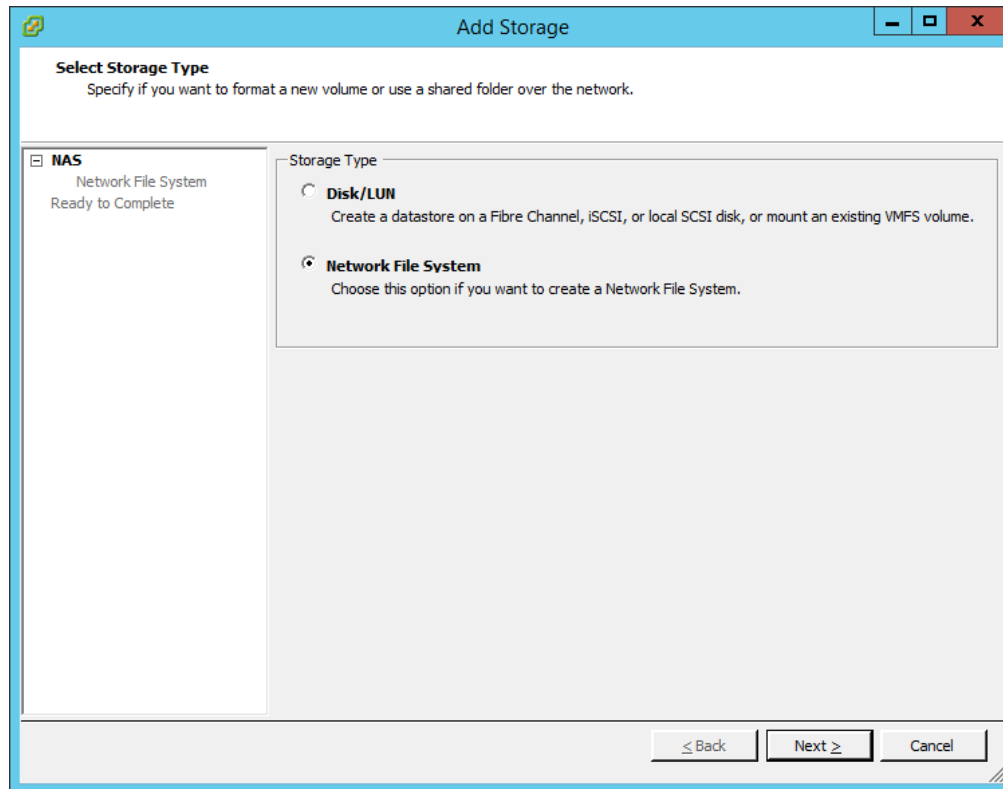 Add Storage
Select Storage Type
Specify if you want to format a new volume or use a shared folder over the network.
NAS
Network File System
Ready to Complete
Storage Type
Disk/LUN
Create a datastore on a Fibre Channel, iSCSI, or local SCSI disk, or mount an existing VMFS volume.
Network File System
Choose this option if you want to create a Network File System.
< Back
Next >
Cancel